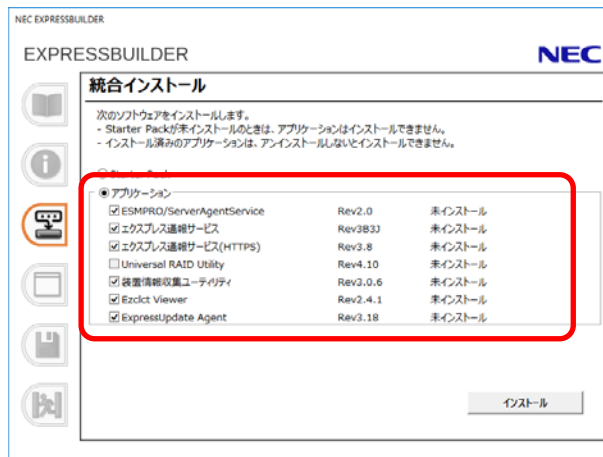 NEC EXPRESSBUILDER
EXPRESSBUILDER NEC
統合インストール
次のソフトウェアをインストールします。
- Starter Packが未インストールのときは、アプリケーションはインストールできません。
- インストール済みのアプリケーションは、アンインストールしないとインストールできません。
アプリケーション
ESMPRO/ServerAgentService Rev2.0 未インストール
エクスプレス通報サービス Rev3B3J 未インストール
エクスプレス通報サービス(HTTPS) Rev3.8 未インストール
Universal RAID Utility Rev4.10 未インストール
装置情報収集ユーティリティ Rev3.0.6 未インストール
Ezclct Viewer Rev2.4.1 未インストール
ExpressUpdate Agent Rev3.18 未インストール
インストール